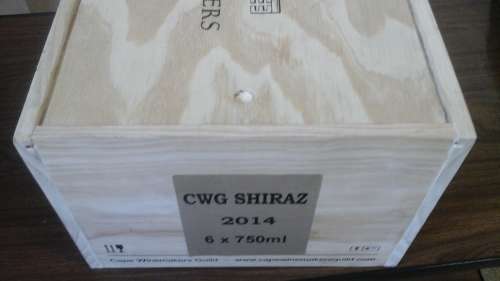 ERS
CWG SHIRAZ
2014
6 x 750ml
Cape Winemakers Guild www.capewinemakersguild.com